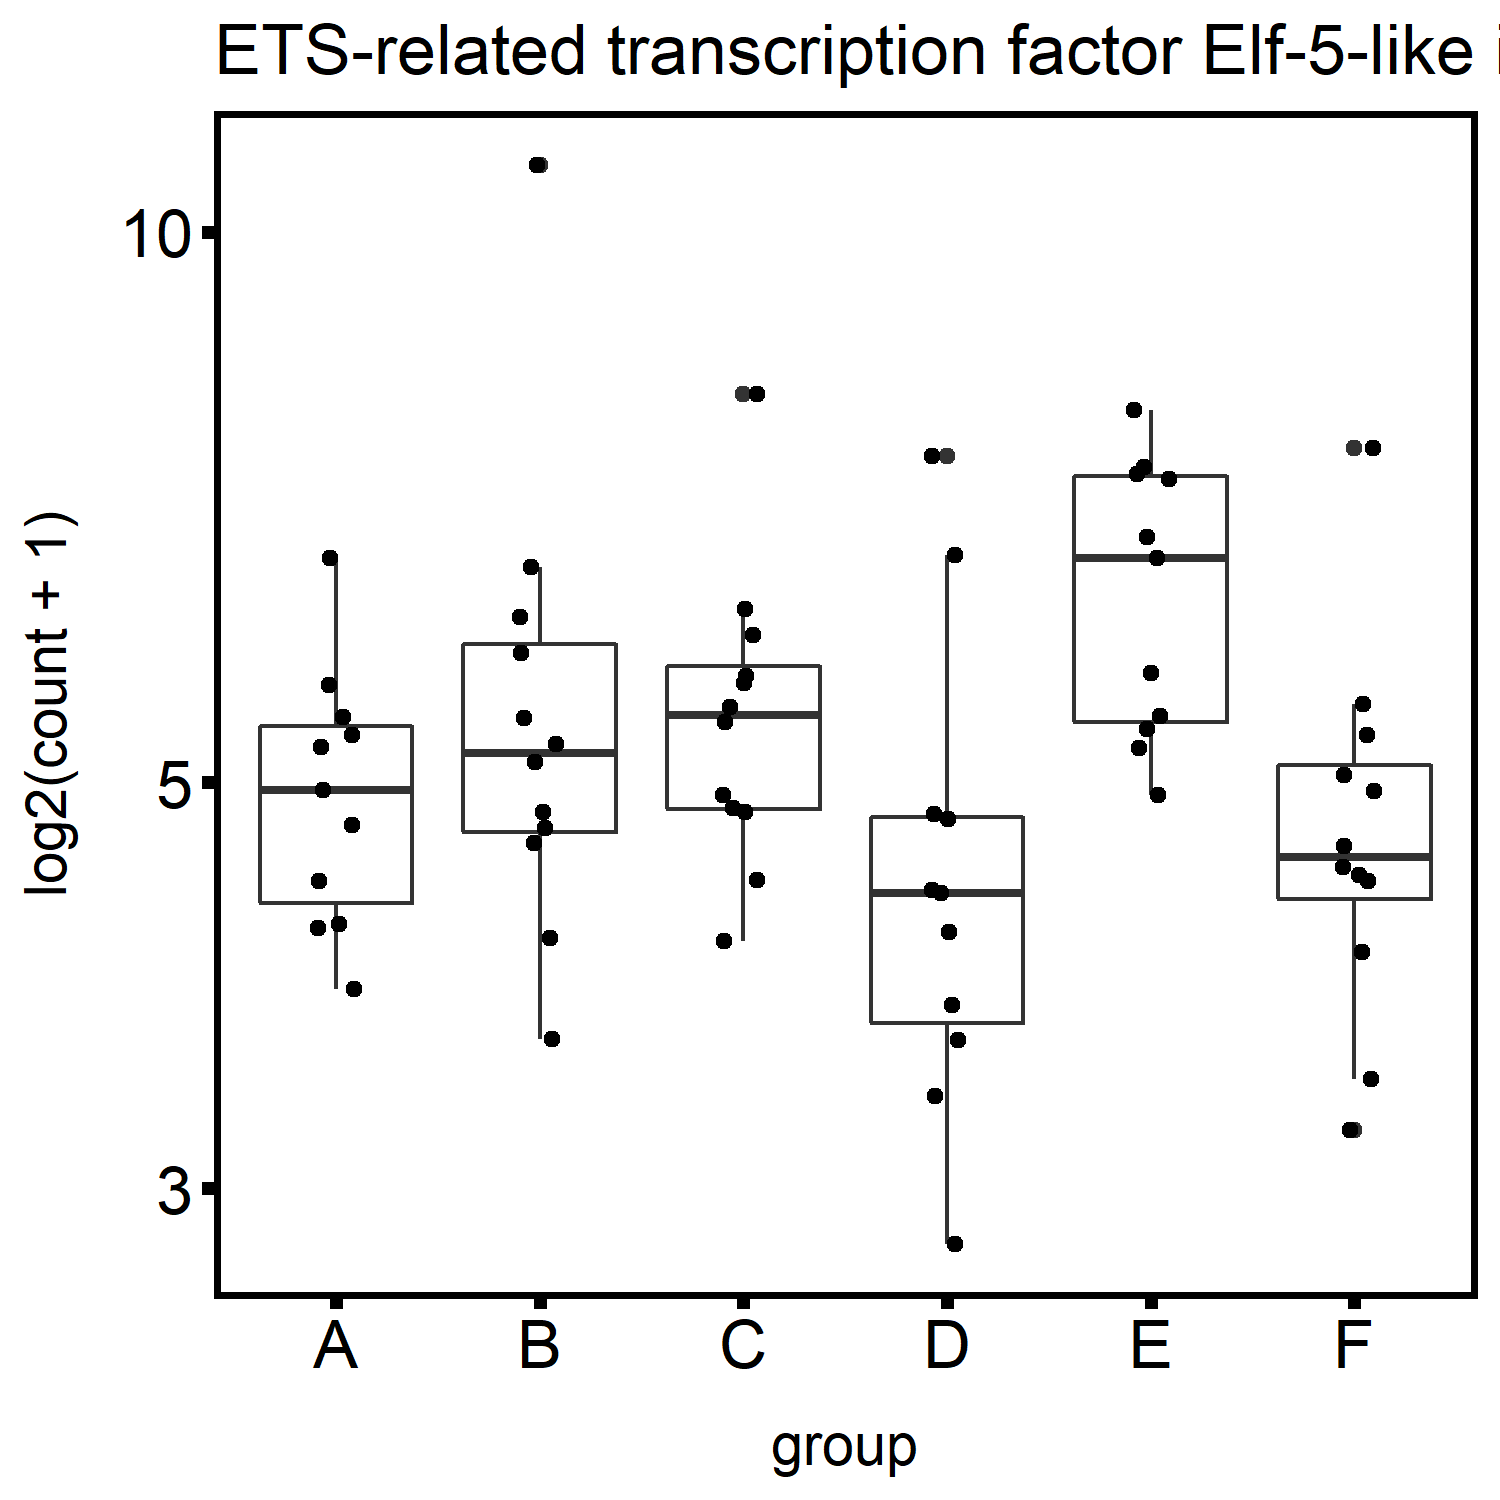 ETS-related transcription factor Elf-5-like
log2(count + 1)
10
5
3
A B C D E F
group